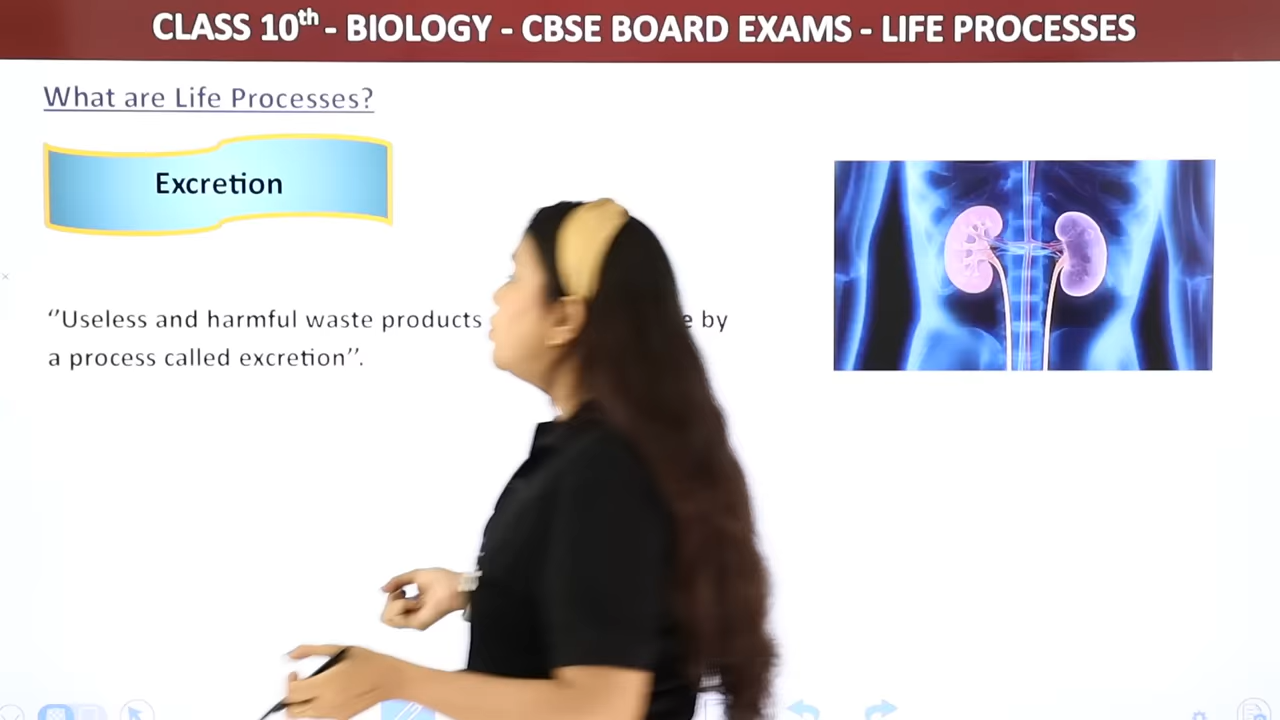 CLASS 10th - BIOLOGY - CBSE BOARD EXAMS - LIFE PROCESSES
What are Life Processes?
Excretion
‘’Useless and harmful waste products by
a process called excretion’’.